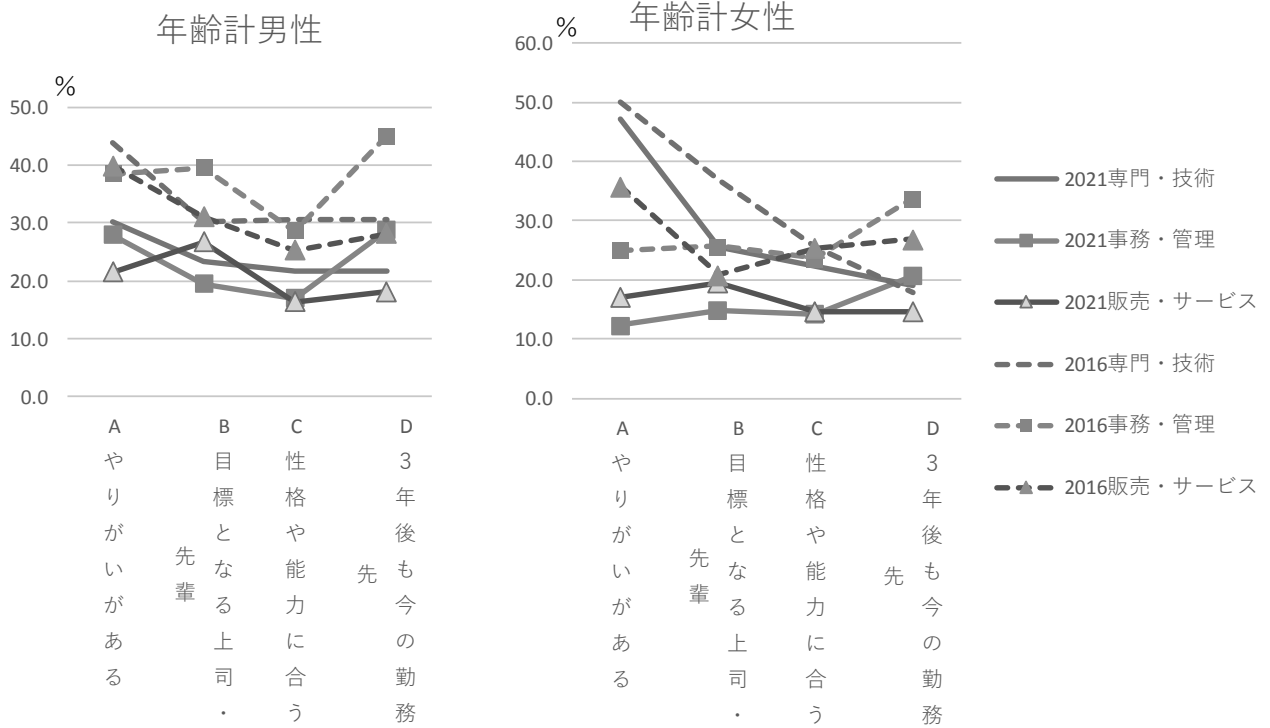 年齢計男性
%
50.0
40.0
30.0
20.0
10.0
0.0
A やりがいがある
B 目標となる上司・
先輩
C 性格や能力に合う
D 3年後も今の勤務
先
年齢計女性
%
60.0
50.0
40.0
30.0
20.0
10.0
0.0
A やりがいがある
B 目標となる上司・
先輩
C 性格や能力に合う
D 3年後も今の勤務
先
2021専門・技術
2021事務・管理
2021販売・サービス
2016専門・技術
2016事務・管理
2016販売・サービス